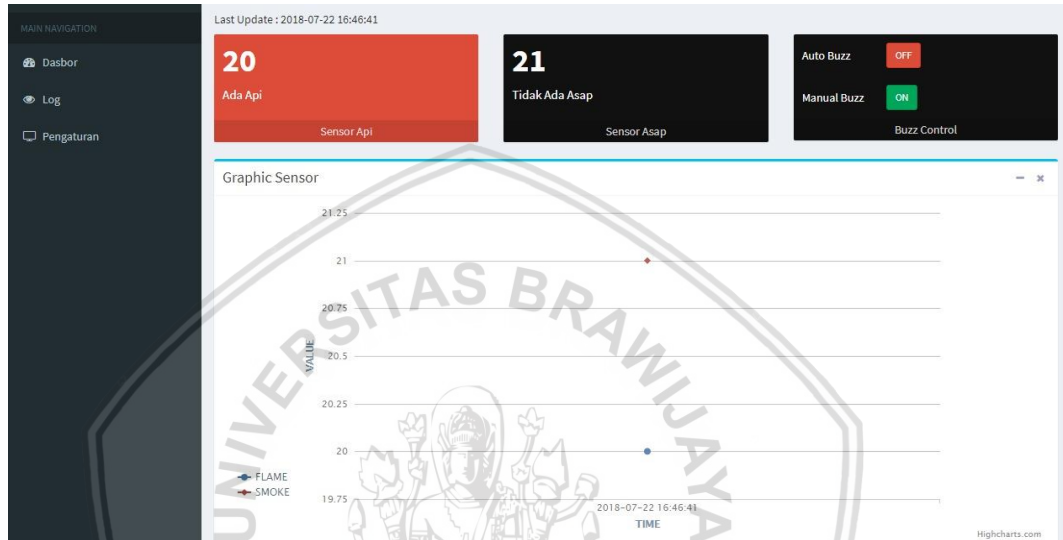 MAIN NAVIGATION
Dasbor
Log
Pengaturan
Last Update : 2018-07-22 16:46:41
20
Ada Api
Sensor Api
21
Tidak Ada Asap
Sensor Asap
Auto Buzz OFF
Manual Buzz ON
Buzz Control
Graphic Sensor
21.25
21
20.75
20.5
20.25
20
19.75
VALUE
FLAME
SMOKE
2018-07-22 16:46:41
TIME
Highcharts.com
UNIVERSITAS BRAWIJAYA